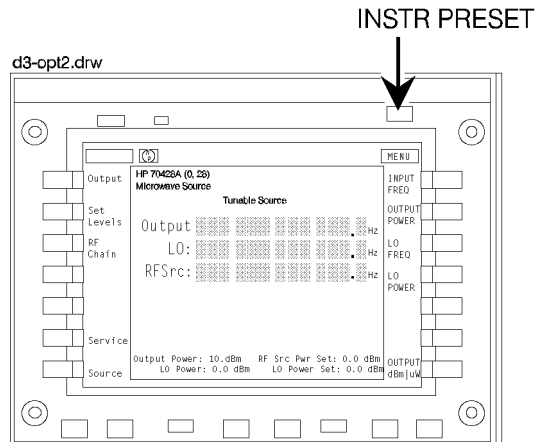 INSTR PRESET
d3-opt2.drw
MENU
HP 70428A (0, 28)
Microwave Source
Tunable Source
Output
Set
Levels
RF
Chain
Service
Source
Output . Hz
LO: . Hz
RFSrc: . Hz
INPUT
FREQ
OUTPUT
POWER
LO
FREQ
LO
POWER
OUTPUT
dBm|uW
Output Power: 10.dBm RF Src Pwr Set: 0.0 dBm
LO Power: 0.0 dBm LO Power Set: 0.0 dBm